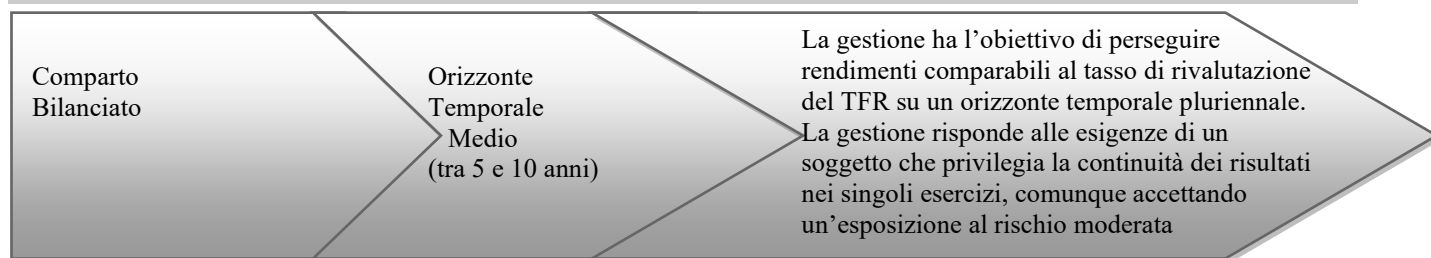 Comparto
Bilanciato
Orizzonte
Temporale
Medio
(tra 5 e 10 anni)
La gestione ha l’obiettivo di perseguire
rendimenti comparabili al tasso di rivalutazione
del TFR su un orizzonte temporale pluriennale.
La gestione risponde alle esigenze di un
soggetto che privilegia la continuità dei risultati
nei singoli esercizi, comunque accettando
un’esposizione al rischio moderata